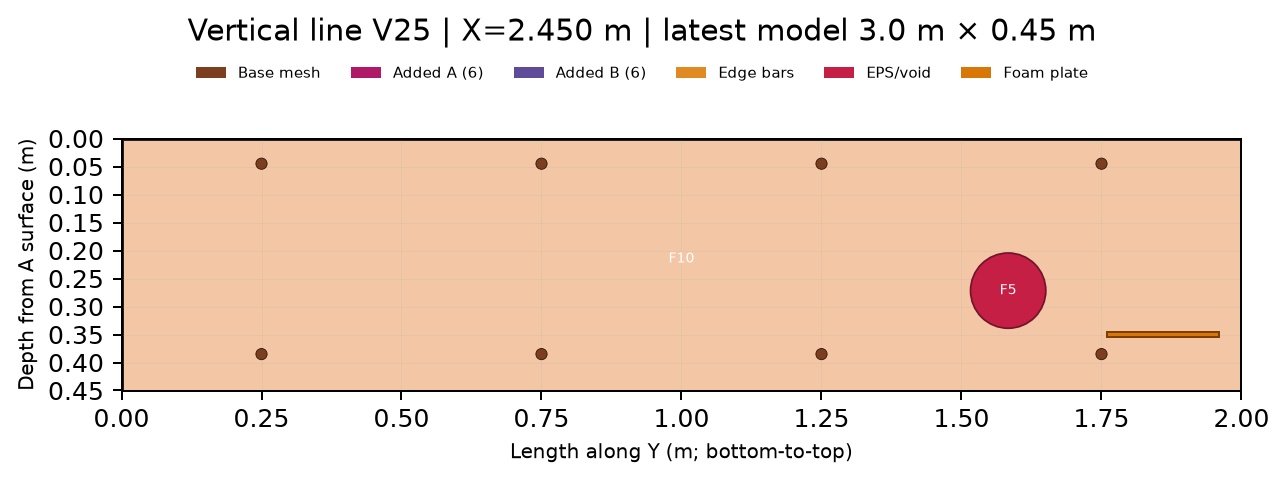 Vertical line V25 | X=2.450 m | latest model 3.0 m × 0.45 m
Base mesh Added A (6) Added B (6) Edge bars EPS/void Foam plate
Depth from A surface (m)
0.00
0.05
0.10
0.15
0.20
0.25
0.30
0.35
0.40
0.45
F10
F5
0.00 0.25 0.50 0.75 1.00 1.25 1.50 1.75 2.00
Length along Y (m; bottom-to-top)